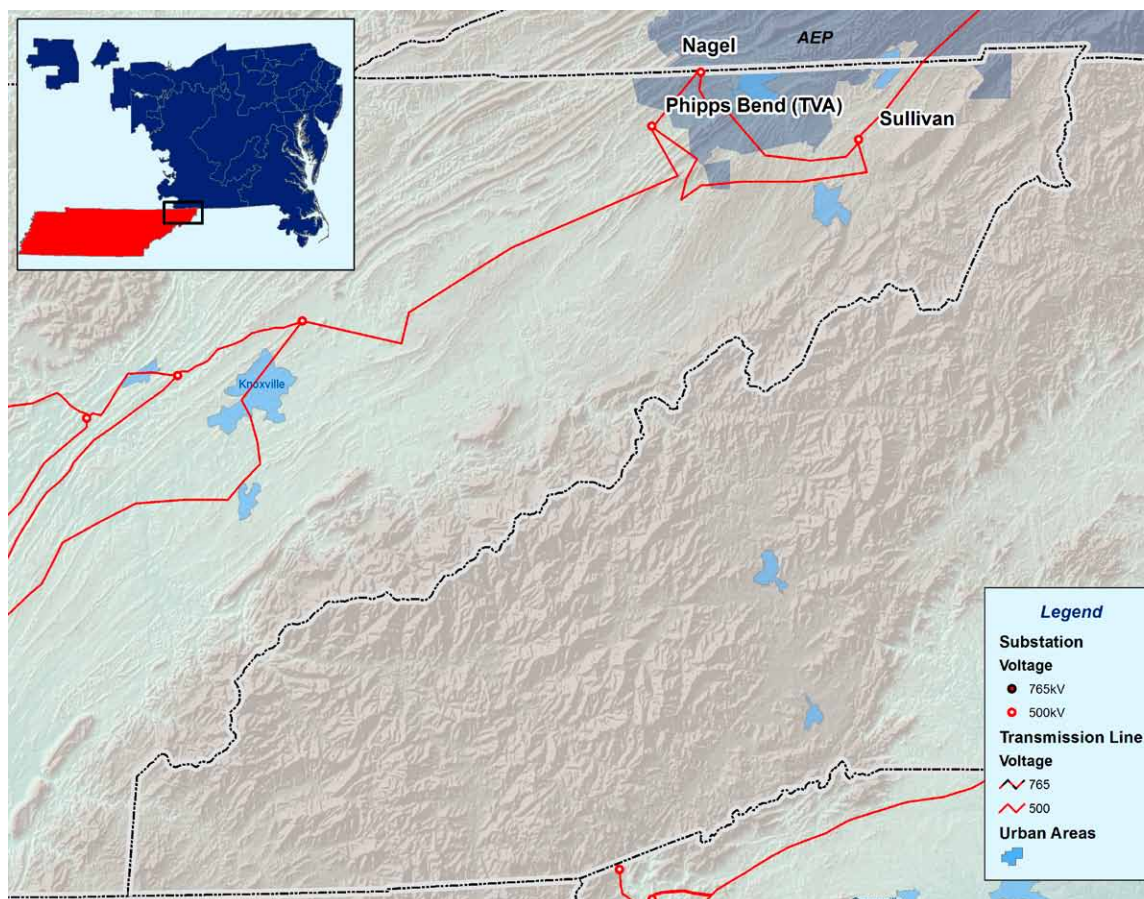 AEP
Nagel
Phipps Bend (TVA)
Sullivan
Knoxville
Legend
Substation
Voltage
765kV
500kV
Transmission Line
Voltage
765
500
Urban Areas